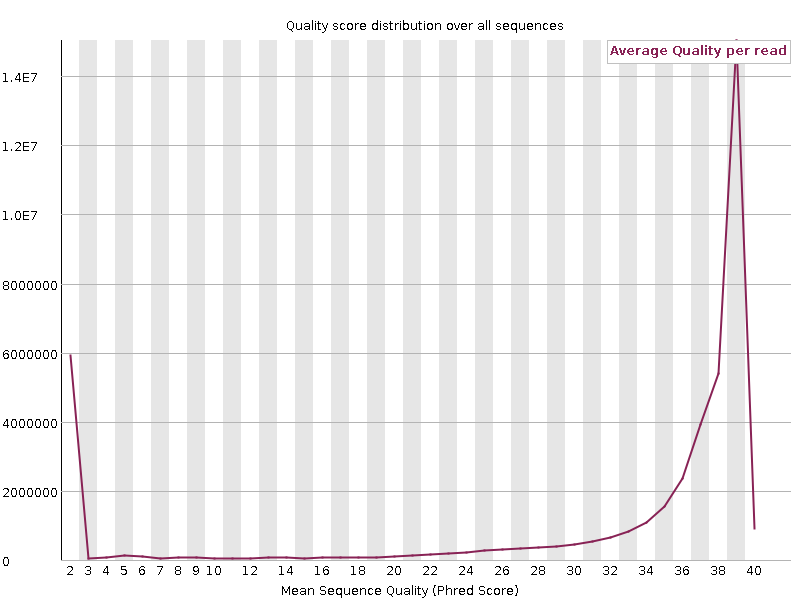 Quality score distribution over all sequences
Average Quality per read
1.4E7
1.2E7
1.0E7
8000000
6000000
4000000
2000000
0
2 3 4 5 6 7 8 9 10 12 14 16 18 20 22 24 26 28 30 32 34 36 38 40
Mean Sequence Quality (Phred Score)